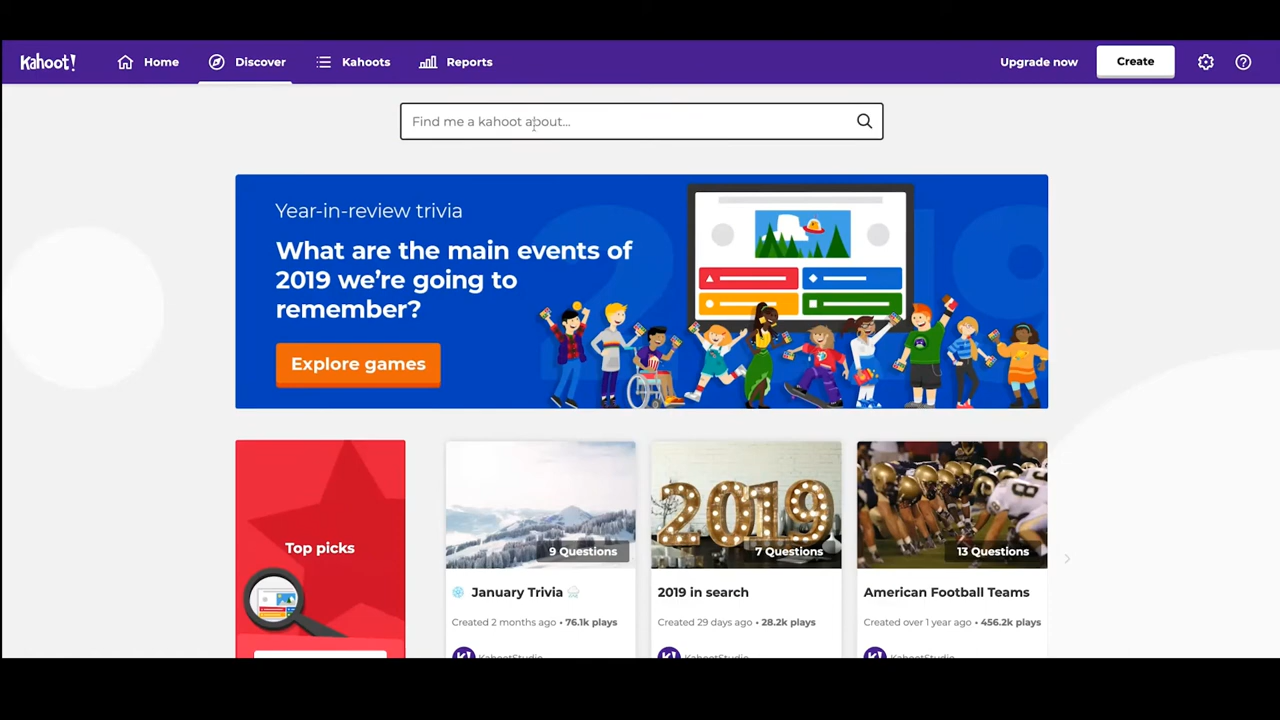 Kahoot!
Home
Discover
Kahoots
Reports
Upgrade now
Create
Find me a kahoot about...
Year-in-review trivia
What are the main events of
2019 we're going to
remember?
Explore games
Top picks
9 Questions
January Trivia
Created 2 months ago • 76.1k plays
KahootStudio
2019
7 Questions
2019 in search
Created 29 days ago • 28.2k plays
KahootStudio
13 Questions
American Football Teams
Created over 1 year ago • 456.2k plays
KahootStudio